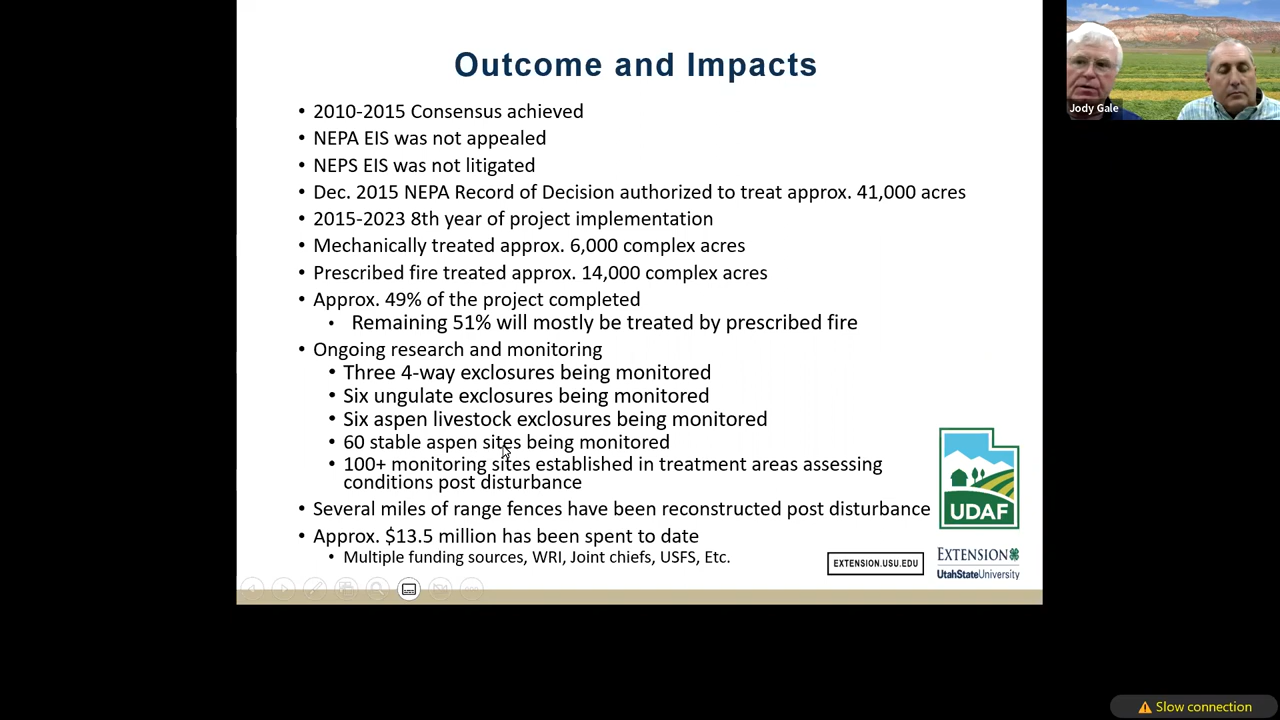 Outcome and Impacts
• 2010-2015 Consensus achieved
• NEPA EIS was not appealed
• NEPS EIS was not litigated
• Dec. 2015 NEPA Record of Decision authorized to treat approx. 41,000 acres
• 2015-2023 8th year of project implementation
• Mechanically treated approx. 6,000 complex acres
• Prescribed fire treated approx. 14,000 complex acres
• Approx. 49% of the project completed
• Remaining 51% will mostly be treated by prescribed fire
• Ongoing research and monitoring
• Three 4-way exclosures being monitored
• Six ungulate exclosures being monitored
• Six aspen livestock exclosures being monitored
• 60 stable aspen sites being monitored
• 100+ monitoring sites established in treatment areas assessing
conditions post disturbance
• Several miles of range fences have been reconstructed post disturbance
• Approx. $13.5 million has been spent to date
• Multiple funding sources, WRI, Joint chiefs, USFS, Etc.
UDAF
EXTENSION.USU.EDU
EXTENSION
UtahStateUniversity
Jody Gale
Slow connection